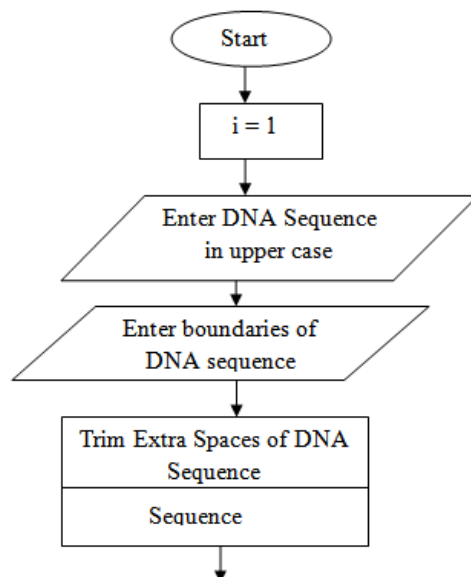 Start
i = 1
Enter DNA Sequence
in upper case
Enter boundaries of
DNA sequence
Trim Extra Spaces of DNA
Sequence
Sequence